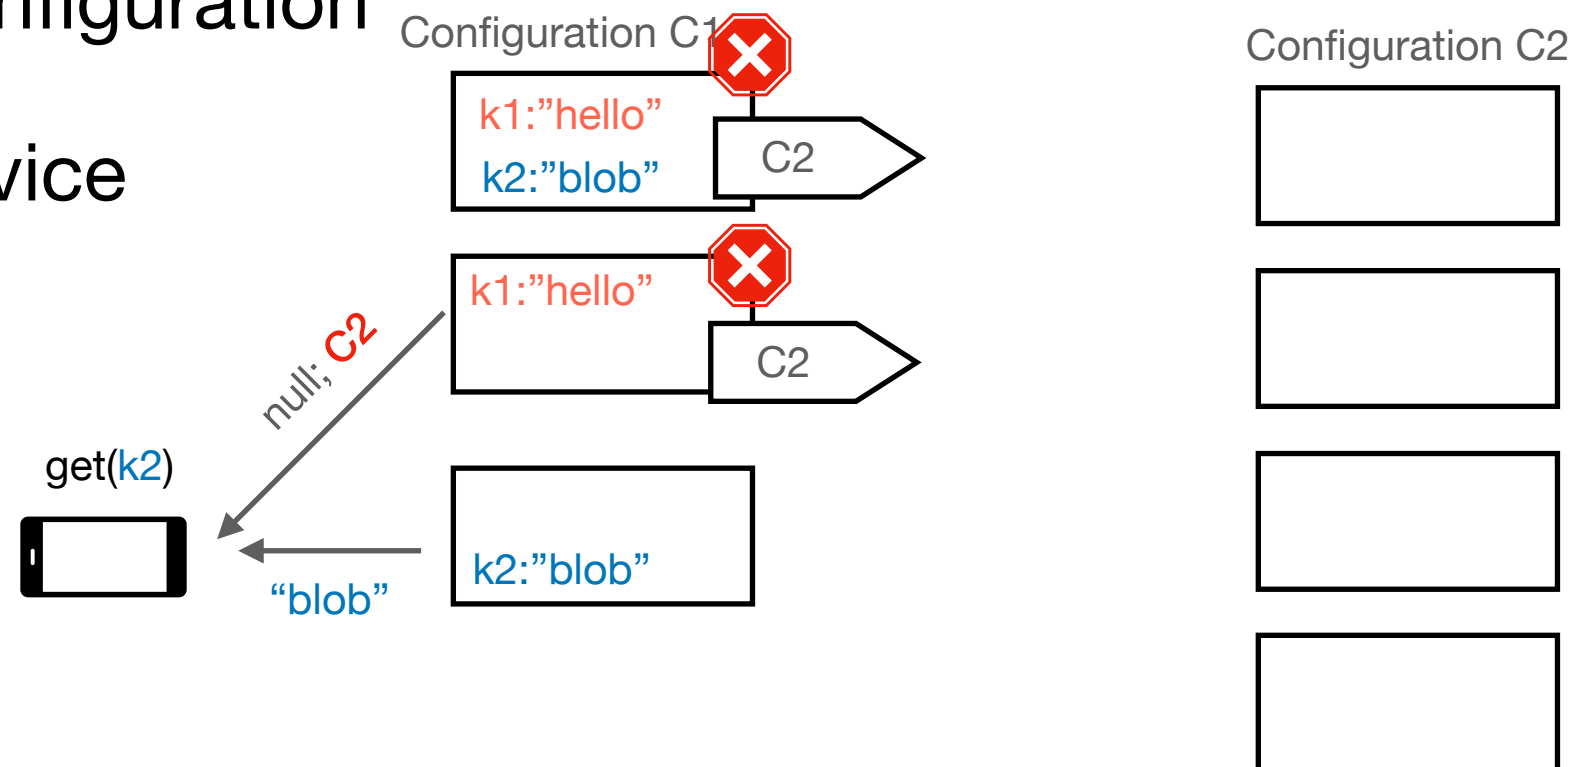 nfiguration
vice
Configuration C1
k1:”hello”
k2:”blob”
C2
k1:”hello”
C2
null; C2
get(k2)
“blob”
k2:”blob”
Configuration C2